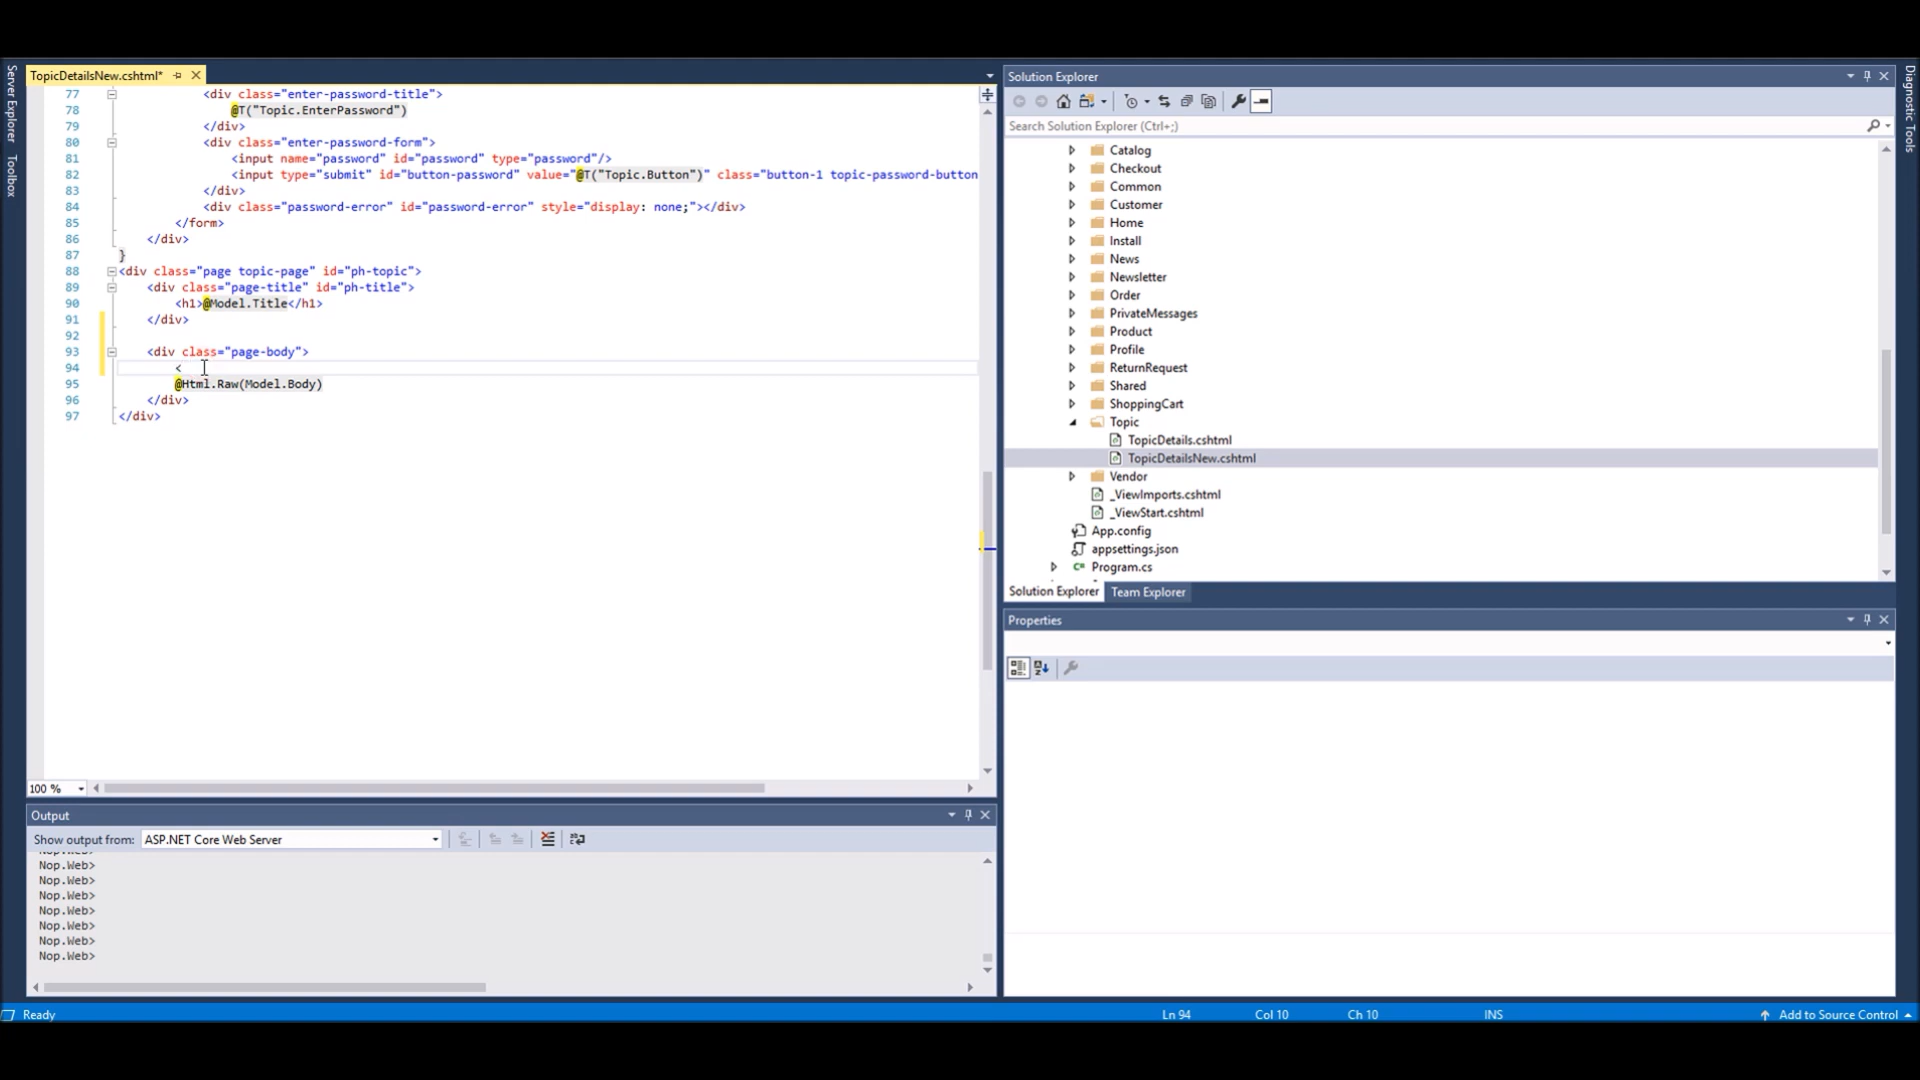 Server Explorer
Toolbox
TopicDetailsNew.cshtml*
77 <div class="enter-password-title">
78 @T("Topic.EnterPassword")
79 </div>
80 <div class="enter-password-form">
81 <input name="password" id="password" type="password"/>
82 <input type="submit" id="button-password" value="@T("Topic.Button")" class="button-1 topic-password-button
83 </div>
84 <div class="password-error" id="password-error" style="display: none;"></div>
85 </form>
86 </div>
87 }
88 <div class="page topic-page" id="ph-topic">
89 <div class="page-title" id="ph-title">
90 <h1>@Model.Title</h1>
91 </div>
92
93 <div class="page-body">
94 <
95 @Html.Raw(Model.Body)
96 </div>
97 </div>
100 %
Output
Show output from: ASP.NET Core Web Server
Nop.Web>
Nop.Web>
Nop.Web>
Nop.Web>
Nop.Web>
Nop.Web>
Nop.Web>
Solution Explorer
Search Solution Explorer (Ctrl+;)
Catalog
Checkout
Common
Customer
Home
Install
News
Newsletter
Order
PrivateMessages
Product
Profile
ReturnRequest
Shared
ShoppingCart
Topic
TopicDetails.cshtml
TopicDetailsNew.cshtml
Vendor
_ViewImports.cshtml
_ViewStart.cshtml
App.config
appsettings.json
C# Program.cs
Solution Explorer Team Explorer
Properties
Diagnostic Tools
Ready Ln 94 Col 10 Ch 10 INS Add to Source Control